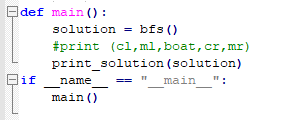 def main():
    solution = bfs()
    #print (cl,ml,boat,cr,mr)
    print_solution(solution)
if __name__ == "__main__":
    main()